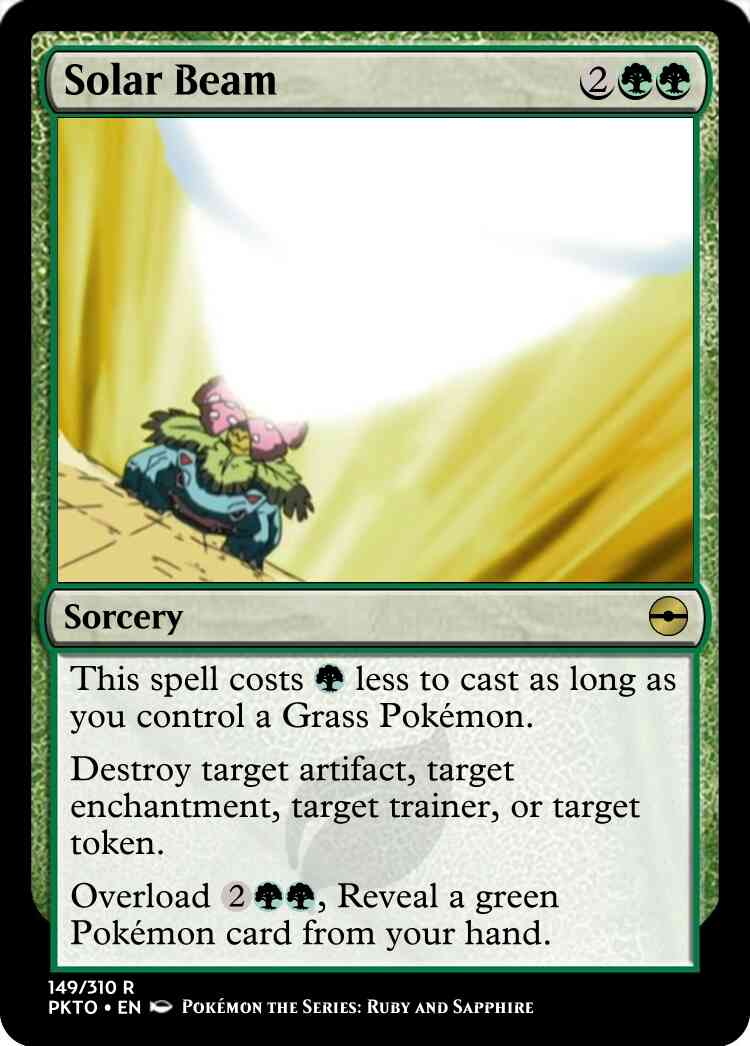 Solar Beam 2
Sorcery
This spell costs less to cast as long as
you control a Grass Pokémon.
Destroy target artifact, target
enchantment, target trainer, or target
token.
Overload 2, Reveal a green
Pokémon card from your hand.
149/310 R
PKTO • EN Pokémon the Series: Ruby and Sapphire